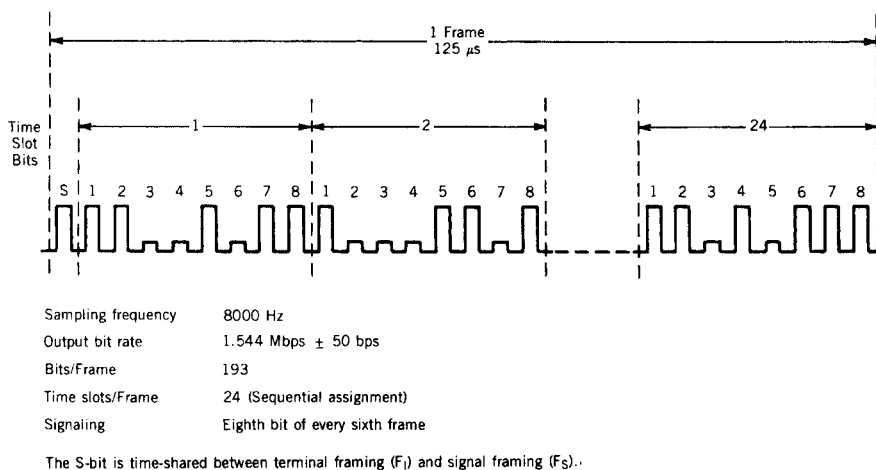 1 Frame
125 μs
Time
Slot
Bits
1
2
24
S 1 2 3 4 5 6 7 8 1 2 3 4 5 6 7 8 1 2 3 4 5 6 7 8
Sampling frequency 8000 Hz
Output bit rate 1.544 Mbps ± 50 bps
Bits/Frame 193
Time slots/Frame 24 (Sequential assignment)
Signaling Eighth bit of every sixth frame
The S-bit is time-shared between terminal framing (Fl) and signal framing (FS).